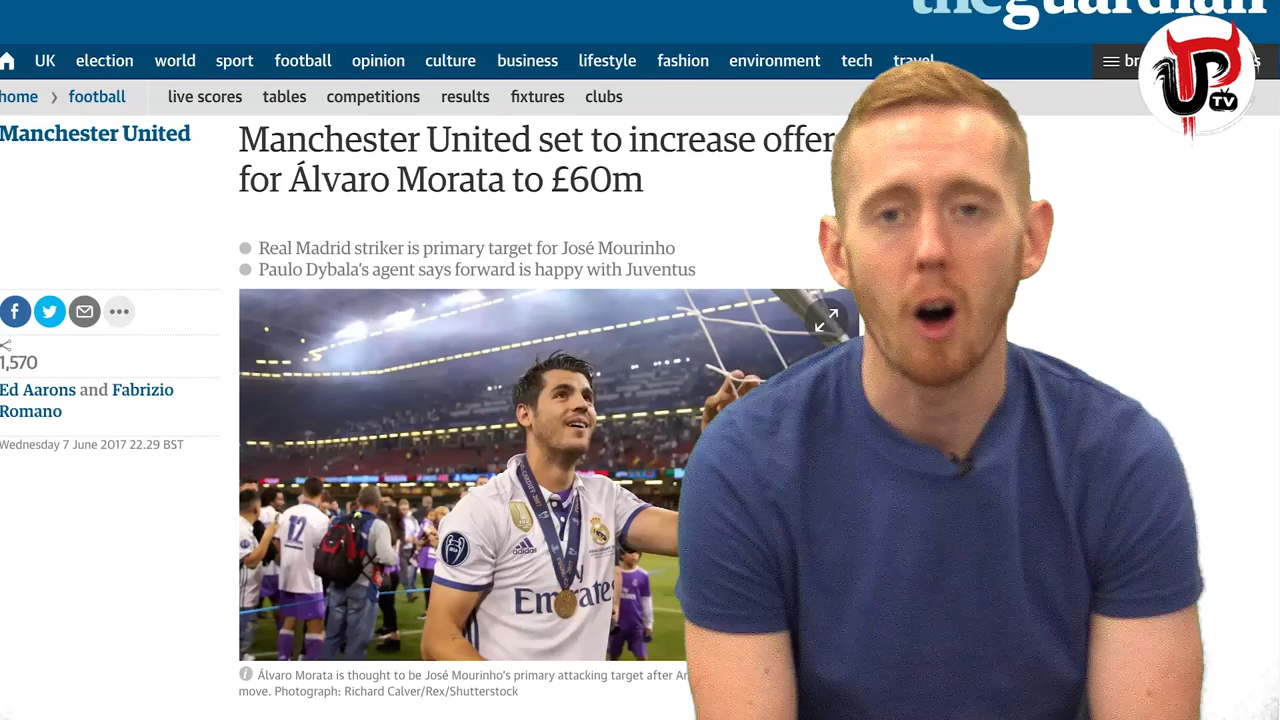 theguardian
UK election world sport football opinion culture business lifestyle fashion environment tech travel
home › football live scores tables competitions results fixtures clubs
Manchester United
Manchester United set to increase offer
for Álvaro Morata to £60m
Real Madrid striker is primary target for José Mourinho
Paulo Dybala's agent says forward is happy with Juventus
1,570
Ed Aarons and Fabrizio
Romano
Wednesday 7 June 2017 22.29 BST
12
adidas
Emirates
Álvaro Morata is thought to be José Mourinho's primary attacking target after
move. Photograph: Richard Calver/Rex/Shutterstock
UP
TV